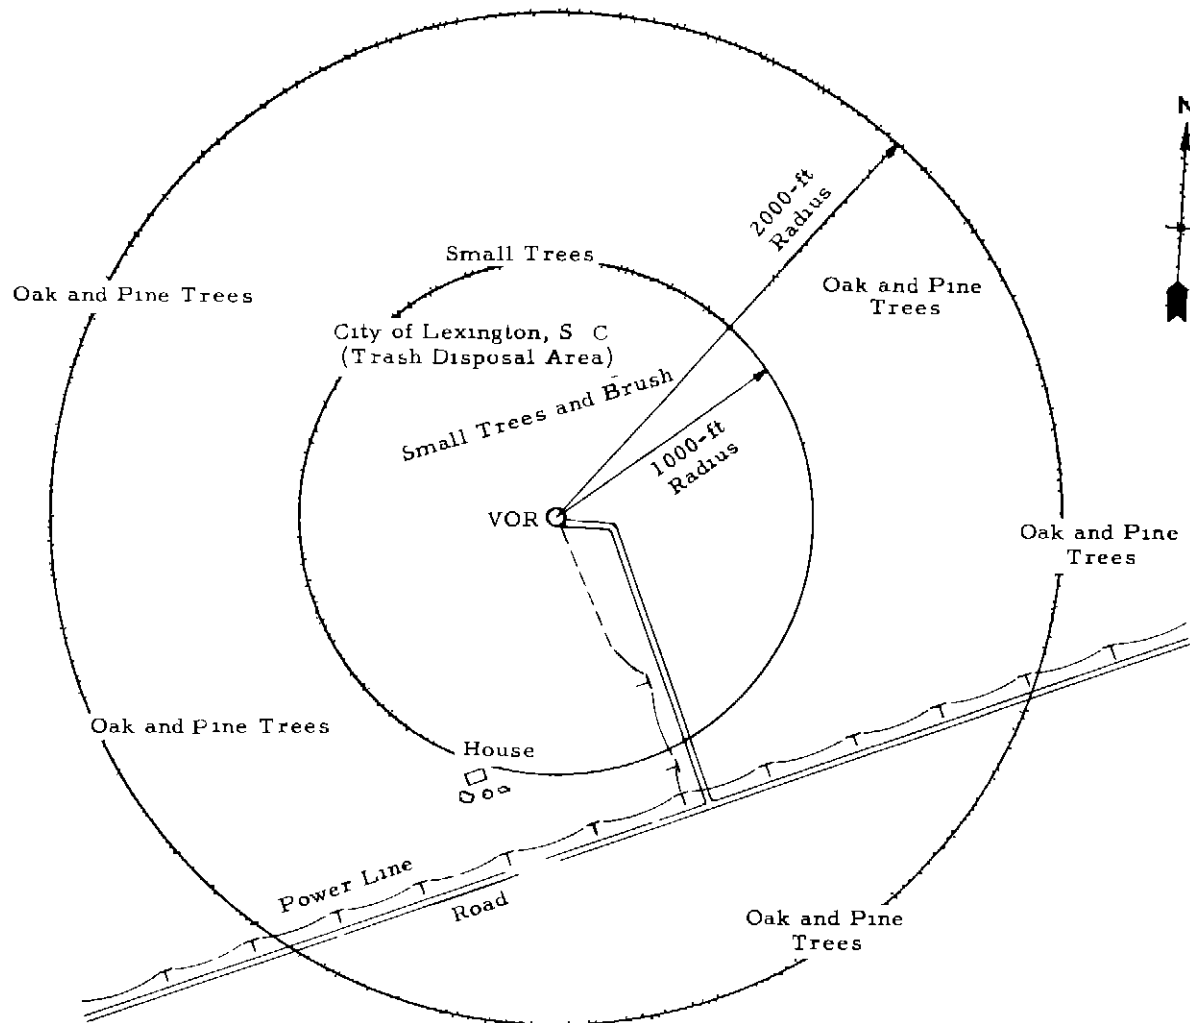 N
2000-ft
Radius
Small Trees
Oak and Pine Trees
Oak and Pine
Trees
City of Lexington, S C
(Trash Disposal Area)
Small Trees and Brush
1000-ft
Radius
VOR
Oak and Pine
Trees
Oak and Pine Trees
House
Power Line
Road
Oak and Pine
Trees